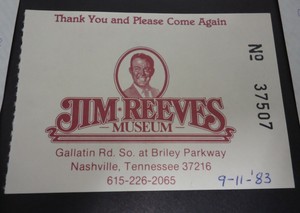 Thank You and Please Come Again
No 37507
JIM·REEVES
MUSEUM
Gallatin Rd. So. at Briley Parkway
Nashville, Tennessee 37216
615-226-2065
9-11-'83